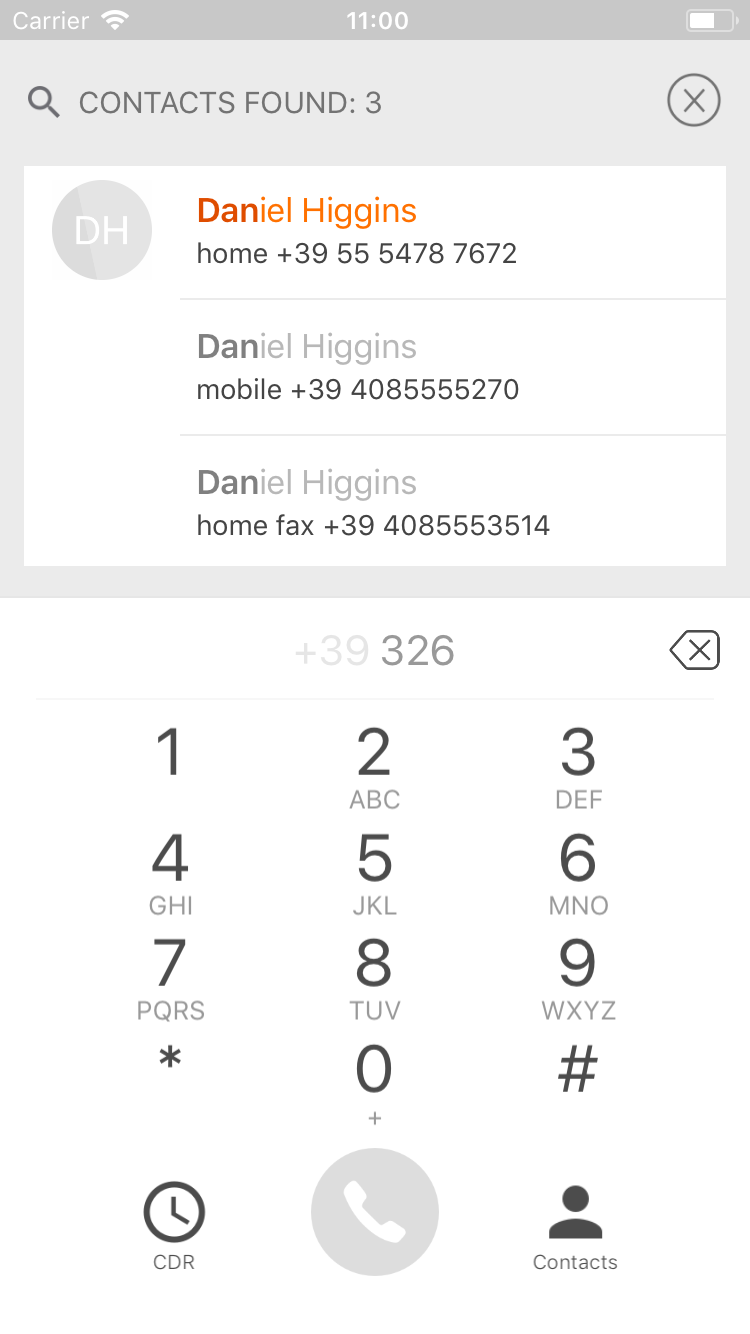 Carrier 11:00
CONTACTS FOUND: 3
DH
Daniel Higgins
home +39 55 5478 7672
Daniel Higgins
mobile +39 4085555270
Daniel Higgins
home fax +39 4085553514
+39 326
1 2 3
ABC DEF
4 5 6
GHI JKL MNO
7 8 9
PQRS TUV WXYZ
* 0 #
+
CDR Contacts